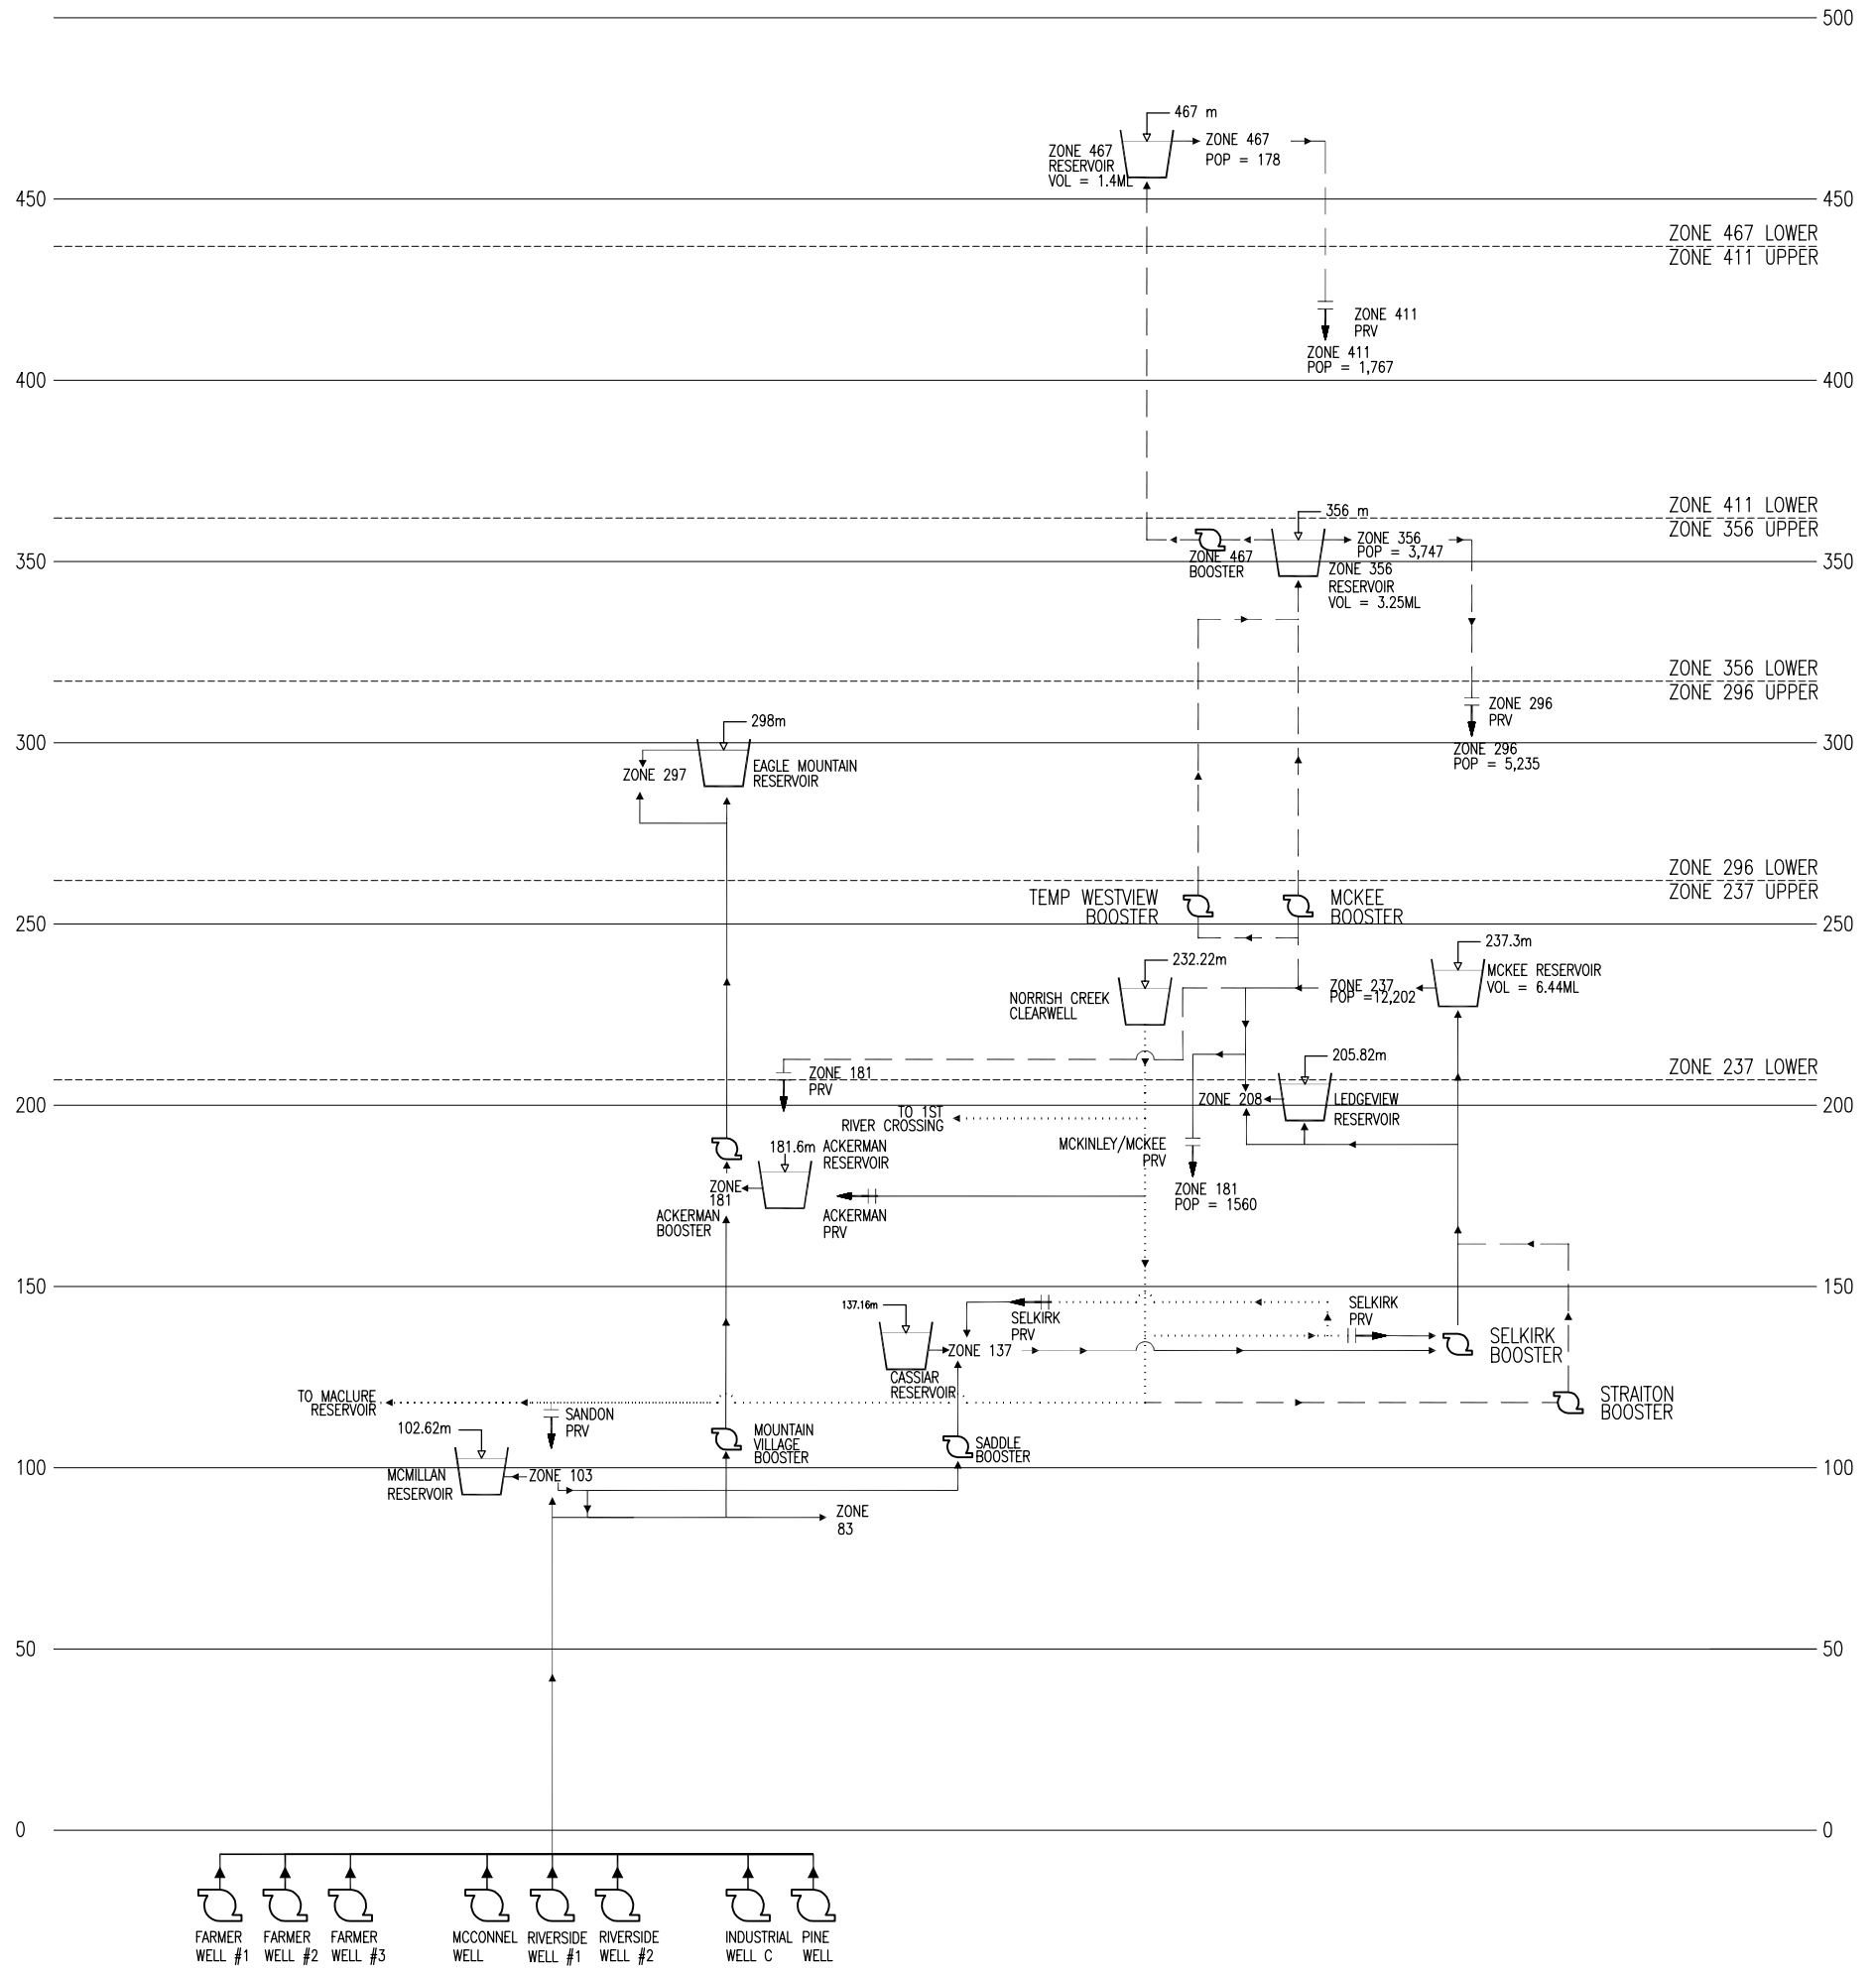 500
467 m
ZONE 467
POP = 178
ZONE 467
RESERVOIR
VOL = 1.4ML
450
450
ZONE 467 LOWER
ZONE 411 UPPER
ZONE 411
PRV
ZONE 411
POP = 1,767
400
400
ZONE 411 LOWER
ZONE 356 UPPER
356 m
ZONE 356
POP = 3,747
ZONE 467
BOOSTER
350
350
ZONE 356
RESERVOIR
VOL = 3.25ML
ZONE 356 LOWER
ZONE 296 UPPER
ZONE 296
PRV
298m
300
300
ZONE 296
POP = 5,235
ZONE 297
EAGLE MOUNTAIN
RESERVOIR
ZONE 296 LOWER
ZONE 237 UPPER
TEMP WESTVIEW
BOOSTER
MCKEE
BOOSTER
250
250
237.3m
232.22m
MCKEE RESERVOIR
VOL = 6.44ML
NORRISH CREEK
CLEARWELL
ZONE 237
POP =12,202
205.82m
ZONE 237 LOWER
ZONE 181
PRV
200
200
ZONE 208
LEDGEVIEW
RESERVOIR
TO 1ST
RIVER CROSSING
181.6m
ACKERMAN
RESERVOIR
MCKINLEY/MCKEE
PRV
ZONE
181
ZONE 181
POP = 1560
ACKERMAN
BOOSTER
ACKERMAN
PRV
150
150
137.16m
SELKIRK
PRV
SELKIRK
PRV
ZONE 137
SELKIRK
BOOSTER
CASSIAR
RESERVOIR
TO MACLURE
RESERVOIR
STRAITON
BOOSTER
SANDON
PRV
102.62m
MOUNTAIN
VILLAGE
BOOSTER
SADDLE
BOOSTER
100
100
MCMILLAN
RESERVOIR
ZONE 103
ZONE
83
50
50
0
0
FARMER
WELL #1
FARMER
WELL #2
FARMER
WELL #3
MCCONNEL
WELL
RIVERSIDE
WELL #1
RIVERSIDE
WELL #2
INDUSTRIAL
WELL C
PINE
WELL